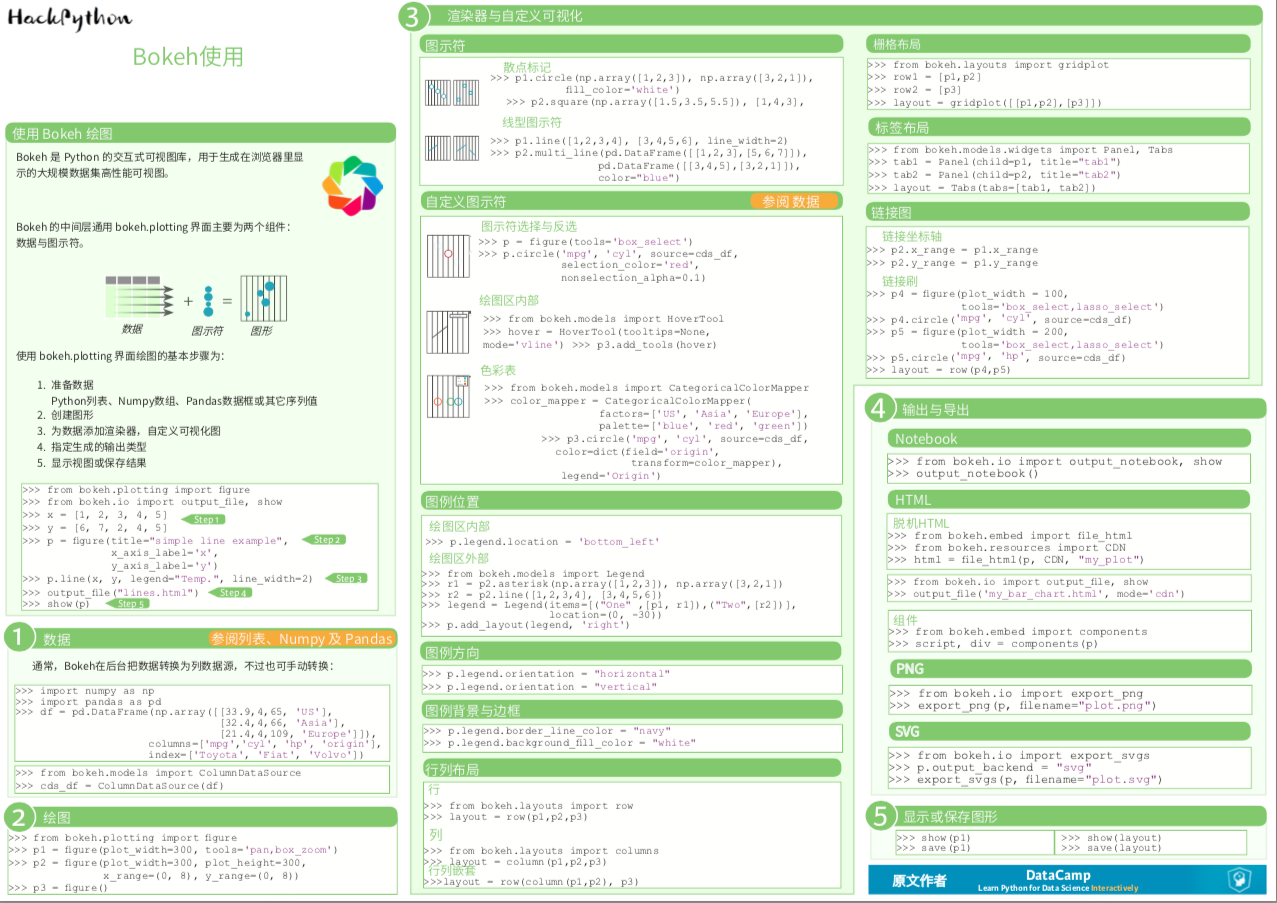 HackPython
Bokeh使用
使用 Bokeh 绘图
Bokeh 是 Python 的交互式可视图库，用于生成在浏览器里显
示的大规模数据集高性能可视图。
Bokeh 的中间层通用 bokeh.plotting 界面主要为两个组件：
数据与图示符。
+
=
数据
图示符
图形
使用 bokeh.plotting 界面绘图的基本步骤为：
1. 准备数据
Python列表、Numpy数组、Pandas数据框或其它序列值
2. 创建图形
3. 为数据添加渲染器，自定义可视化图
4. 指定生成的输出类型
5. 显示视图或保存结果
>>> from bokeh.plotting import figure
>>> from bokeh.io import output_file, show
>>> x = [1, 2, 3, 4, 5]
Step 1
>>> y = [6, 7, 2, 4, 5]
>>> p = figure(title="simple line example",
Step 2
x_axis_label='x',
y_axis_label='y')
>>> p.line(x, y, legend="Temp.", line_width=2)
Step 3
>>> output_file("lines.html")
Step 4
>>> show(p)
Step 5
1 数据
参阅列表、Numpy 及 Pandas
通常，Bokeh在后台把数据转换为列数据源，不过也可手动转换：
>>> import numpy as np
>>> import pandas as pd
>>> df = pd.DataFrame(np.array([[33.9,4,65, 'US'],
[32.4,4,66, 'Asia'],
[21.4,4,109, 'Europe']]),
columns=['mpg','cyl', 'hp', 'origin'],
index=['Toyota', 'Fiat', 'Volvo'])
>>> from bokeh.models import ColumnDataSource
>>> cds_df = ColumnDataSource(df)
2 绘图
>>> from bokeh.plotting import figure
>>> p1 = figure(plot_width=300, tools='pan,box_zoom')
>>> p2 = figure(plot_width=300, plot_height=300,
x_range=(0, 8), y_range=(0, 8))
>>> p3 = figure()
3 渲染器与自定义可视化
图示符
散点标记
>>> p1.circle(np.array([1,2,3]), np.array([3,2,1]),
fill_color='white')
>>> p2.square(np.array([1.5,3.5,5.5]), [1,4,3],
线型图示符
>>> p1.line([1,2,3,4], [3,4,5,6], line_width=2)
>>> p2.multi_line(pd.DataFrame([[1,2,3],[5,6,7]]),
pd.DataFrame([[3,4,5],[3,2,1]]),
color="blue")
自定义图示符
参阅 数据
图示符选择与反选
>>> p = figure(tools='box_select')
>>> p.circle('mpg', 'cyl', source=cds_df,
selection_color='red',
nonselection_alpha=0.1)
绘图区内部
>>> from bokeh.models import HoverTool
>>> hover = HoverTool(tooltips=None,
mode='vline') >>> p3.add_tools(hover)
色彩表
>>> from bokeh.models import CategoricalColorMapper
>>> color_mapper = CategoricalColorMapper(
factors=['US', 'Asia', 'Europe'],
palette=['blue', 'red', 'green'])
>>> p3.circle('mpg', 'cyl', source=cds_df,
color=dict(field='origin',
transform=color_mapper),
legend='Origin')
图例位置
绘图区内部
>>> p.legend.location = 'bottom_left'
绘图区外部
>>> from bokeh.models import Legend
>>> r1 = p2.asterisk(np.array([1,2,3]), np.array([3,2,1])
>>> r2 = p2.line([1,2,3,4], [3,4,5,6])
>>> legend = Legend(items=[("One" ,[p1, r1]),("Two",[r2])],
location=(0, -30))
>>> p.add_layout(legend, 'right')
图例方向
>>> p.legend.orientation = "horizontal"
>>> p.legend.orientation = "vertical"
图例背景与边框
>>> p.legend.border_line_color = "navy"
>>> p.legend.background_fill_color = "white"
行列布局
行
>>> from bokeh.layouts import row
>>> layout = row(p1,p2,p3)
列
>>> from bokeh.layouts import columns
>>> layout = column(p1,p2,p3)
行列嵌套
>>>layout = row(column(p1,p2), p3)
栅格布局
>>> from bokeh.layouts import gridplot
>>> row1 = [p1,p2]
>>> row2 = [p3]
>>> layout = gridplot([[p1,p2],[p3]])
标签布局
>>> from bokeh.models.widgets import Panel, Tabs
>>> tab1 = Panel(child=p1, title="tab1")
>>> tab2 = Panel(child=p2, title="tab2")
>>> layout = Tabs(tabs=[tab1, tab2])
链接图
链接坐标轴
>>> p2.x_range = p1.x_range
>>> p2.y_range = p1.y_range
链接刷
>>> p4 = figure(plot_width = 100,
tools='box_select,lasso_select')
>>> p4.circle('mpg', 'cyl', source=cds_df)
>>> p5 = figure(plot_width = 200,
tools='box_select,lasso_select')
>>> p5.circle('mpg', 'hp', source=cds_df)
>>> layout = row(p4,p5)
4 输出与导出
Notebook
>>> from bokeh.io import output_notebook, show
>>> output_notebook()
HTML
脱机HTML
>>> from bokeh.embed import file_html
>>> from bokeh.resources import CDN
>>> html = file_html(p, CDN, "my_plot")
>>> from bokeh.io import output_file, show
>>> output_file('my_bar_chart.html', mode='cdn')
组件
>>> from bokeh.embed import components
>>> script, div = components(p)
PNG
>>> from bokeh.io import export_png
>>> export_png(p, filename="plot.png")
SVG
>>> from bokeh.io import export_svgs
>>> p.output_backend = "svg"
>>> export_svgs(p, filename="plot.svg")
5 显示或保存图形
>>> show(p1)
>>> save(p1)
>>> show(layout)
>>> save(layout)
原文作者
DataCamp
Learn Python for Data Science Interactively